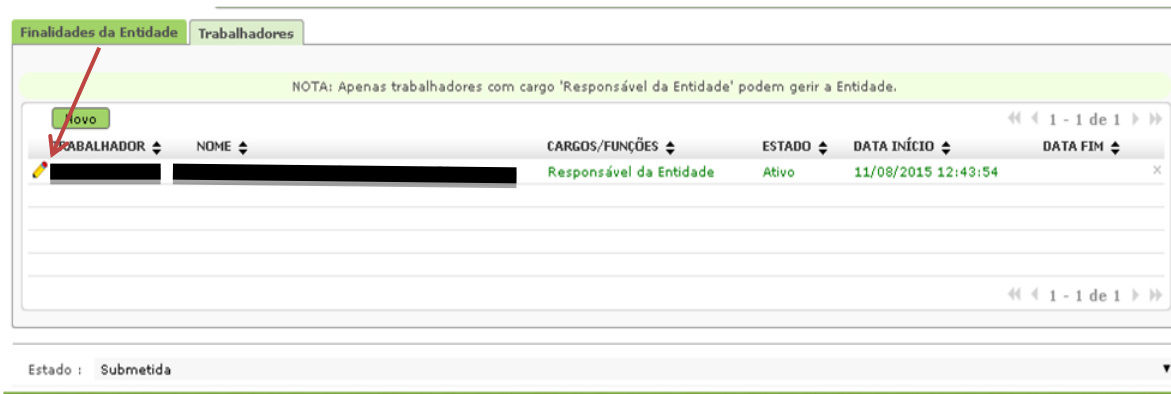 Finalidades da Entidade Trabalhadores
NOTA: Apenas trabalhadores com cargo 'Responsável da Entidade' podem gerir a Entidade.
Novo 1 - 1 de 1
TRABALHADOR NOME CARGOS/FUNÇÕES ESTADO DATA INÍCIO DATA FIM
Responsável da Entidade Ativo 11/08/2015 12:43:54
1 - 1 de 1
Estado : Submetida